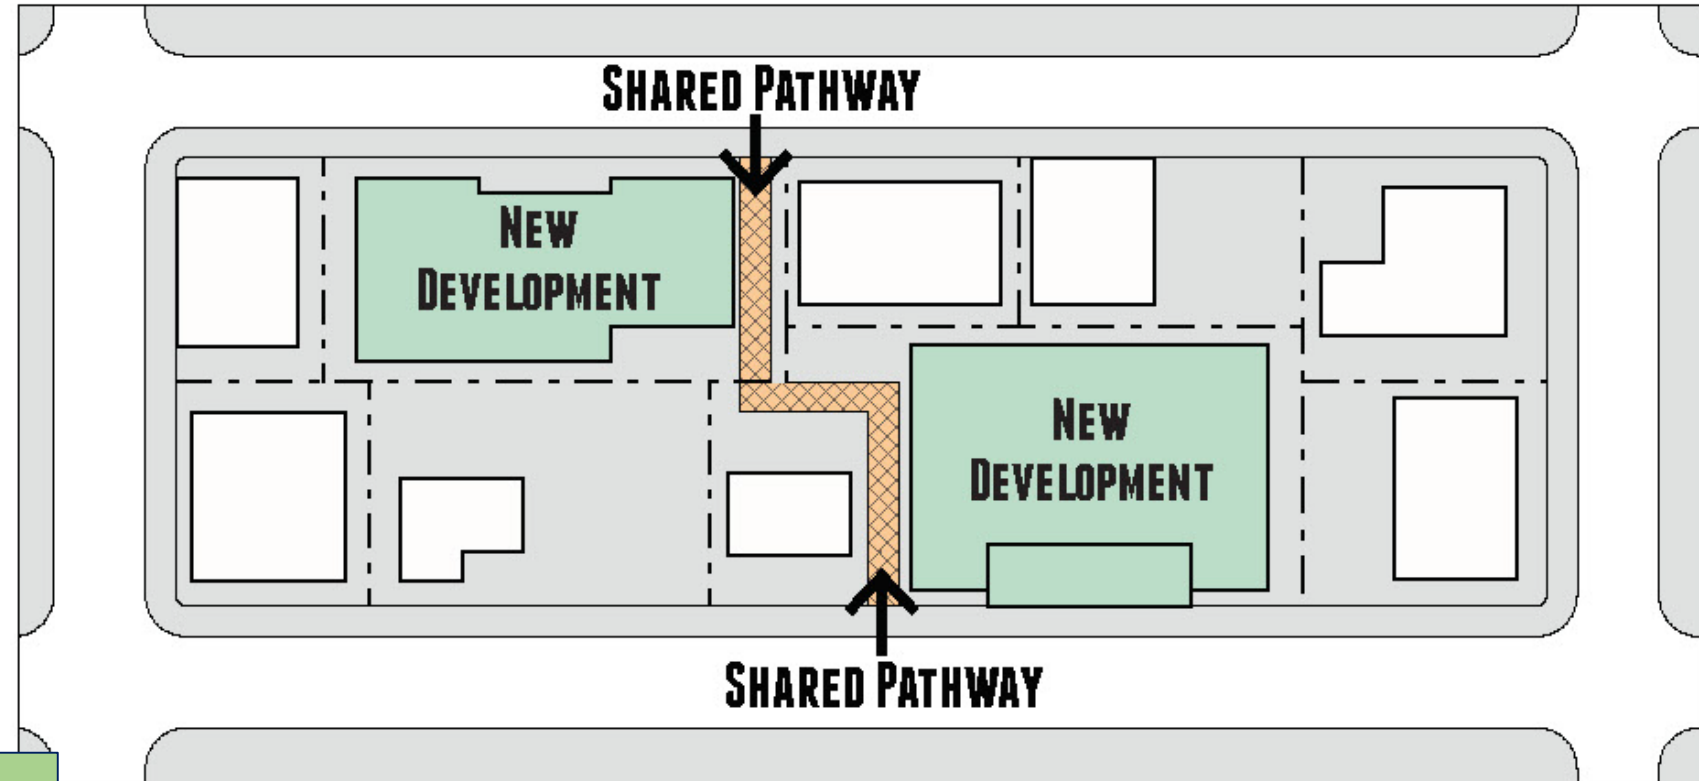 SHARED PATHWAY
NEW
DEVELOPMENT
NEW
DEVELOPMENT
SHARED PATHWAY